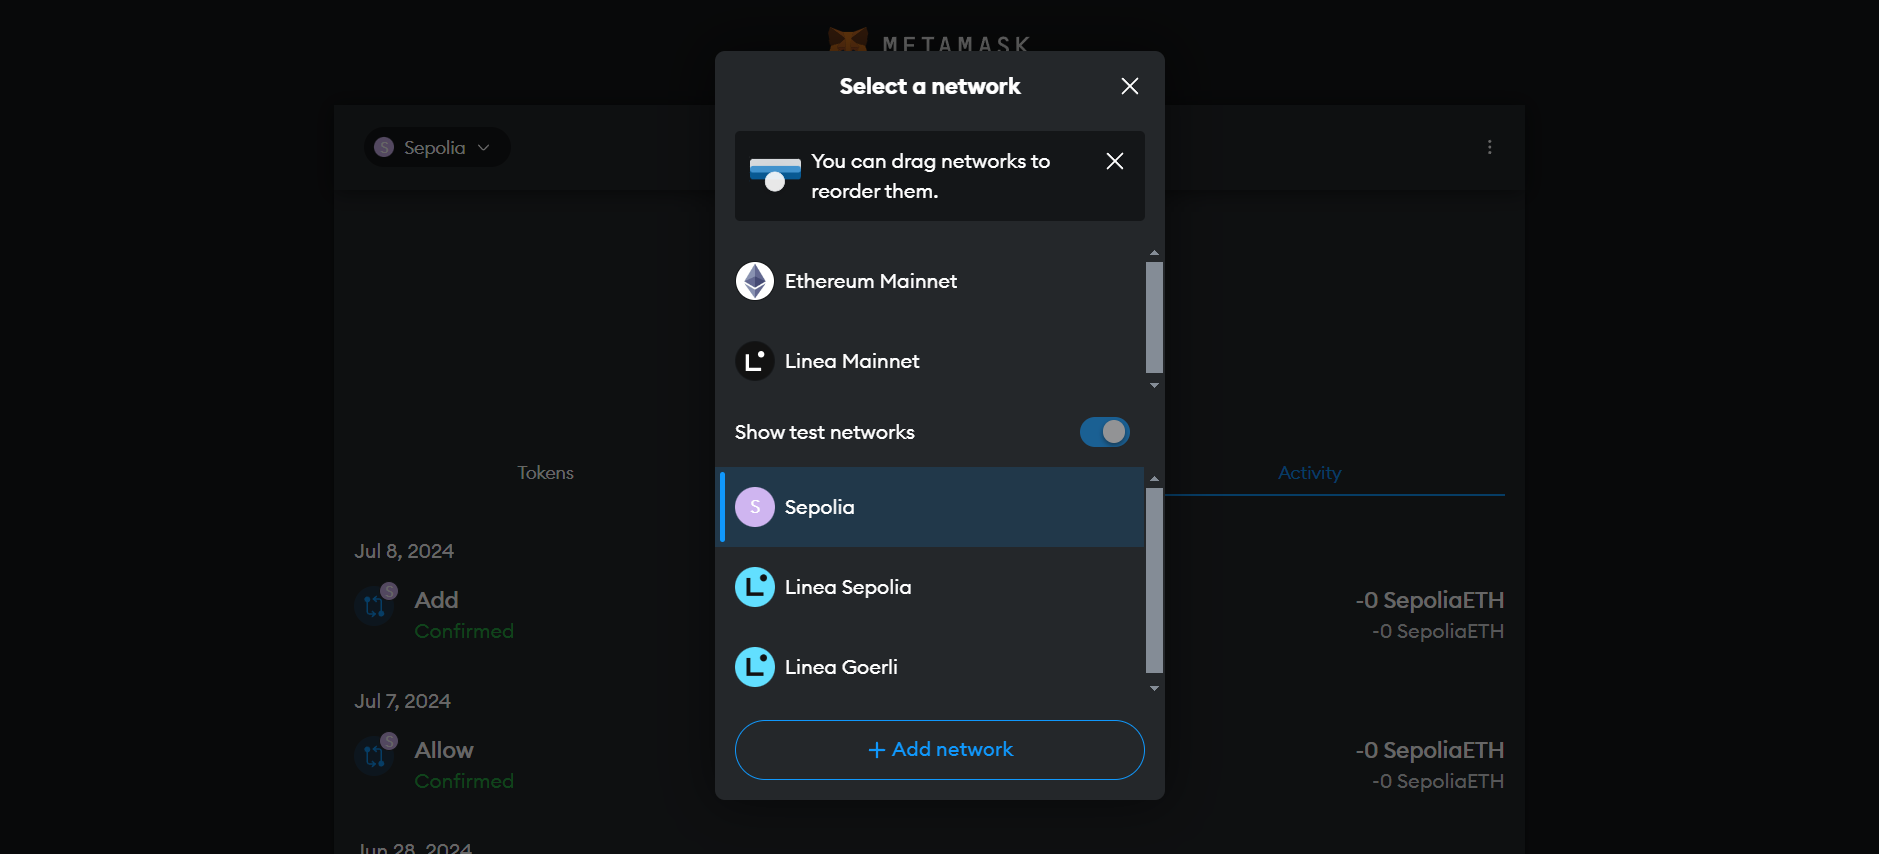 METAMASK
Select a network
Sepolia
You can drag networks to
reorder them.
Ethereum Mainnet
Linea Mainnet
Show test networks
Tokens
Activity
S Sepolia
Linea Sepolia
Linea Goerli
+ Add network
Jul 8, 2024
Add
-0 SepoliaETH
Confirmed
-0 SepoliaETH
Jul 7, 2024
Allow
-0 SepoliaETH
Confirmed
-0 SepoliaETH
Jun 28, 2024